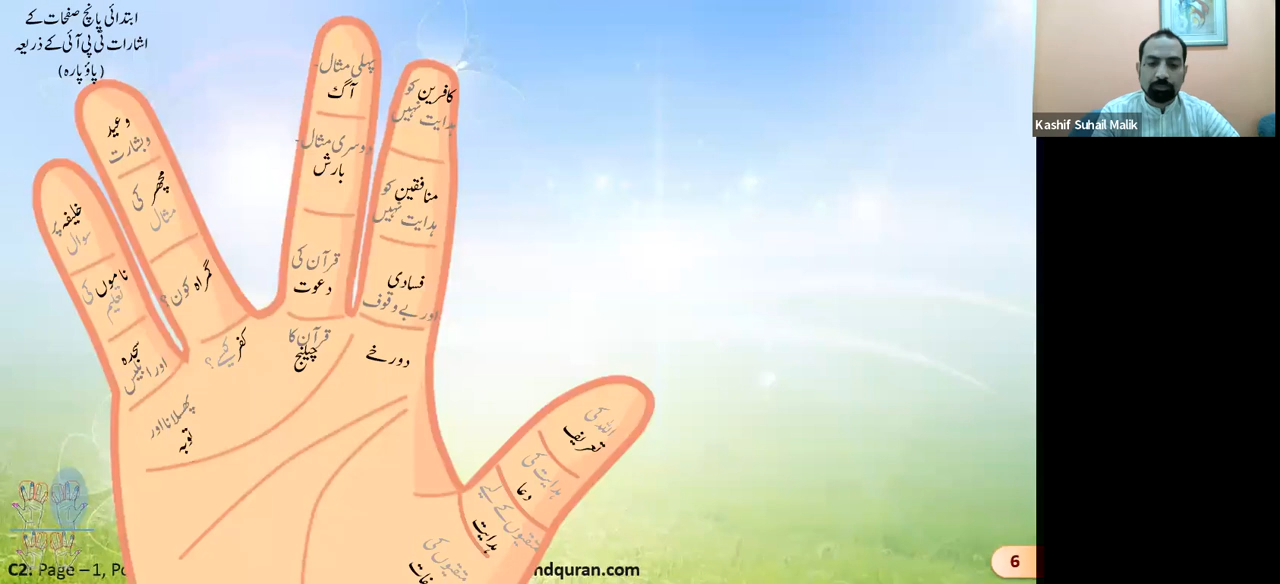 ابتدائی پانچ صفحات کے
اشارات ٹی پی آئی کے ذریعہ
(پاؤ پارہ)
Kashif Suhail Malik
پہلی مثال-
آگ
دوسری مثال-
بارش
قرآن کی
دعوت
قرآن کا
چیلنج
کافرین کو
ہدایت نہیں
منافقین کو
ہدایت نہیں
فسادی
اور بے وقوف
دورخے
وعید
وبشارت
مچھر کی
مثال
گمراہ کون؟
کفر کیسے؟
خلیفہ پر
سوال
ناموں کی
تعلیم
سجدہ
اور ابلیس
پھسلانا اور
توبہ
اللہ کی
تعریف
ہدایت کی
دعا
متقیوں کے لیے
ہدایت
متقیوں کی
C2: Page – 1,
ndquran.com
6